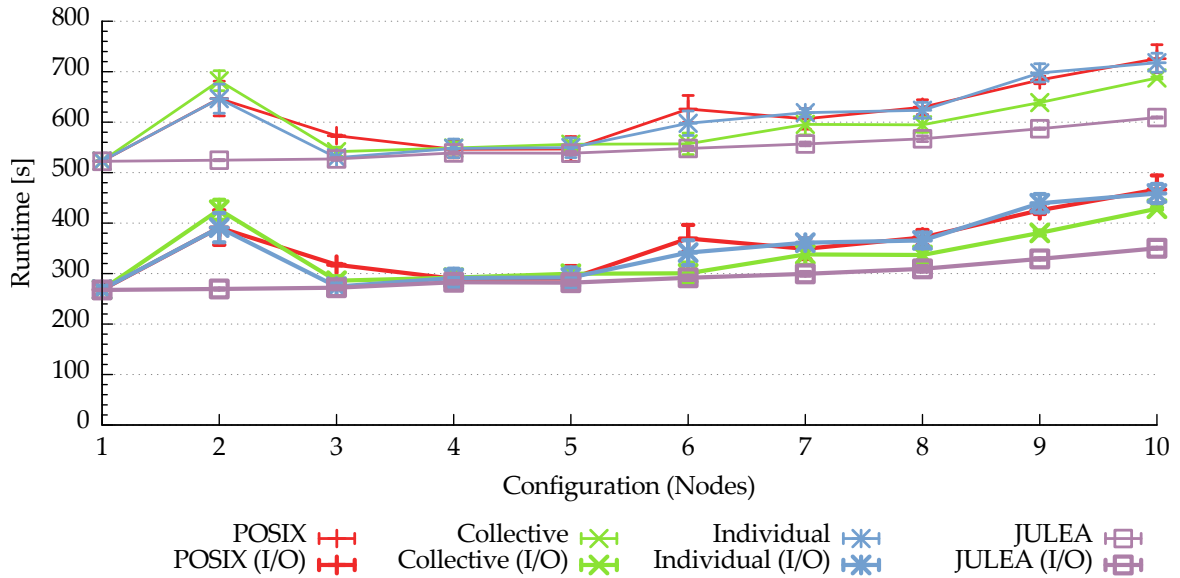 800
700
600
500
400
300
200
100
0
Runtime [s]
1 2 3 4 5 6 7 8 9 10
Configuration (Nodes)
POSIX Collective Individual JULEA
POSIX (I/O) Collective (I/O) Individual (I/O) JULEA (I/O)